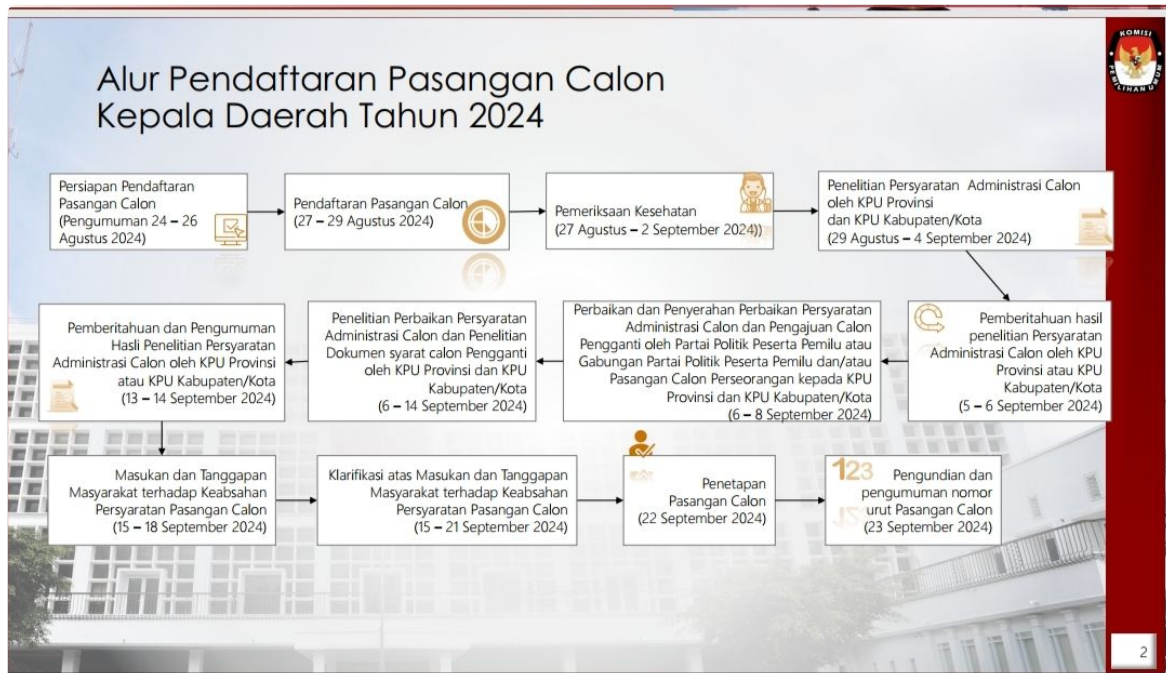 KOMISI
PEMILIHAN UMUM
Alur Pendaftaran Pasangan Calon
Kepala Daerah Tahun 2024
Persiapan Pendaftaran
Pasangan Calon
(Pengumuman 24 – 26
Agustus 2024)
Pendaftaran Pasangan Calon
(27 – 29 Agustus 2024)
Pemeriksaan Kesehatan
(27 Agustus – 2 September 2024))
Penelitian Persyaratan Administrasi Calon
oleh KPU Provinsi
dan KPU Kabupaten/Kota
(29 Agustus – 4 September 2024)
Pemberitahuan hasil
penelitian Persyaratan
Administrasi Calon oleh KPU
Provinsi atau KPU
Kabupaten/Kota
(5 – 6 September 2024)
Perbaikan dan Penyerahan Perbaikan Persyaratan
Administrasi Calon dan Pengajuan Calon
Pengganti oleh Partai Politik Peserta Pemilu atau
Gabungan Partai Politik Peserta Pemilu dan/atau
Pasangan Calon Perseorangan kepada KPU
Provinsi dan KPU Kabupaten/Kota
(6 – 8 September 2024)
Penelitian Perbaikan Persyaratan
Administrasi Calon dan Penelitian
Dokumen syarat calon Pengganti
oleh KPU Provinsi dan KPU
Kabupaten/Kota
(6 – 14 September 2024)
Pemberitahuan dan Pengumuman
Hasli Penelitian Persyaratan
Administrasi Calon oleh KPU Provinsi
atau KPU Kabupaten/Kota
(13 – 14 September 2024)
Masukan dan Tanggapan
Masyarakat terhadap Keabsahan
Persyaratan Pasangan Calon
(15 – 18 September 2024)
Klarifikasi atas Masukan dan Tanggapan
Masyarakat terhadap Keabsahan
Persyaratan Pasangan Calon
(15 – 21 September 2024)
Penetapan
Pasangan Calon
(22 September 2024)
123
Pengundian dan
pengumuman nomor
urut Pasangan Calon
(23 September 2024)
2